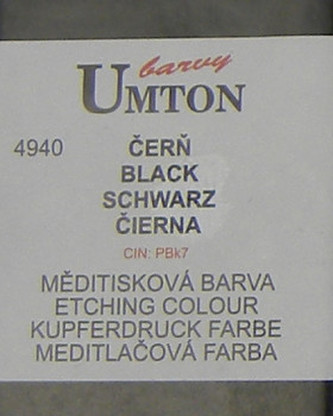 barvy
UMTON
4940
ČERŇ
BLACK
SCHWARZ
ČIERNA
CIN: PBk7
MĚDITISKOVÁ BARVA
ETCHING COLOUR
KUPFERDRUCK FARBE
MEDITLAČOVÁ FARBA